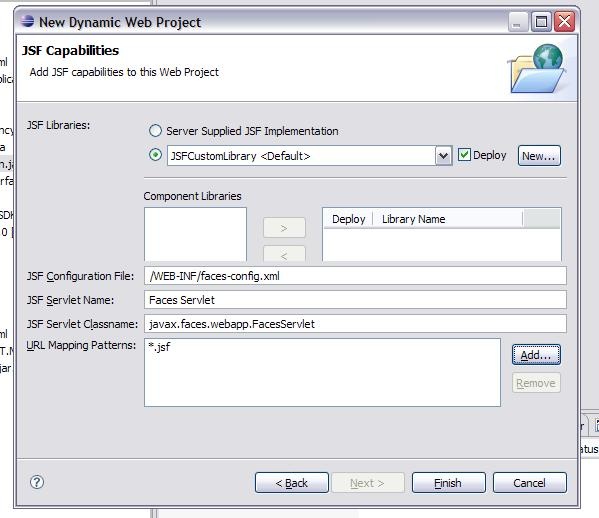 New Dynamic Web Project
JSF Capabilities
Add JSF capabilities to this Web Project
JSF Libraries:
Server Supplied JSF Implementation
JSFCustomLibrary <Default>
Deploy
New...
Component Libraries
Deploy
Library Name
>
<
JSF Configuration File:
/WEB-INF/faces-config.xml
JSF Servlet Name:
Faces Servlet
JSF Servlet Classname:
javax.faces.webapp.FacesServlet
URL Mapping Patterns:
*.jsf
Add...
Remove
?
< Back
Next >
Finish
Cancel